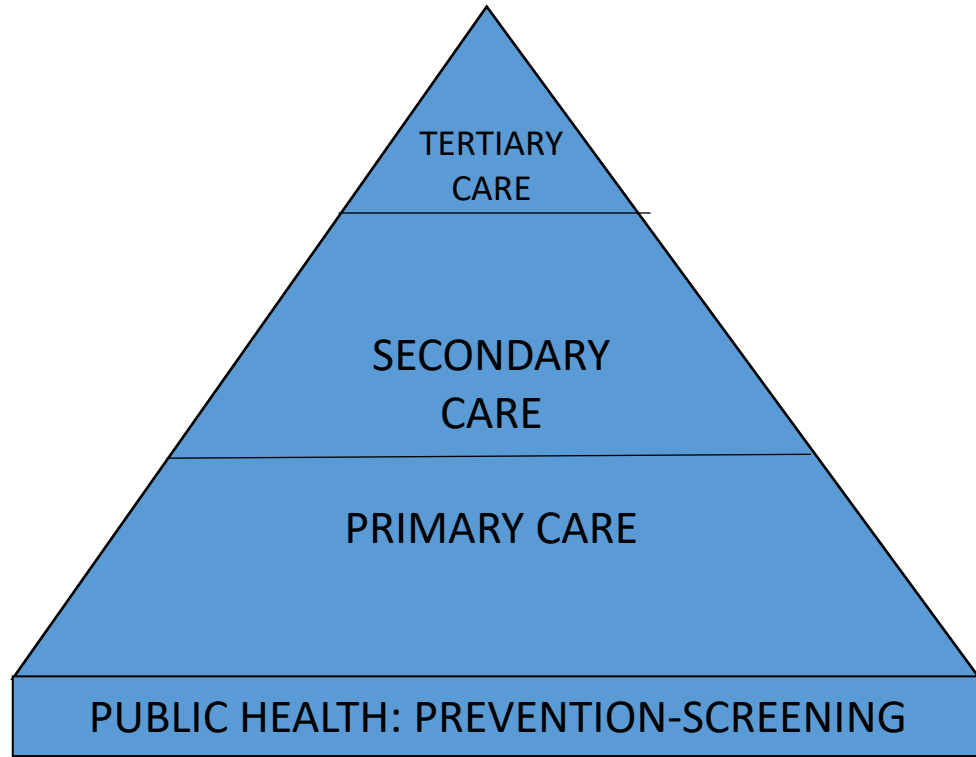 TERTIARY
CARE
SECONDARY
CARE
PRIMARY CARE
PUBLIC HEALTH: PREVENTION-SCREENING